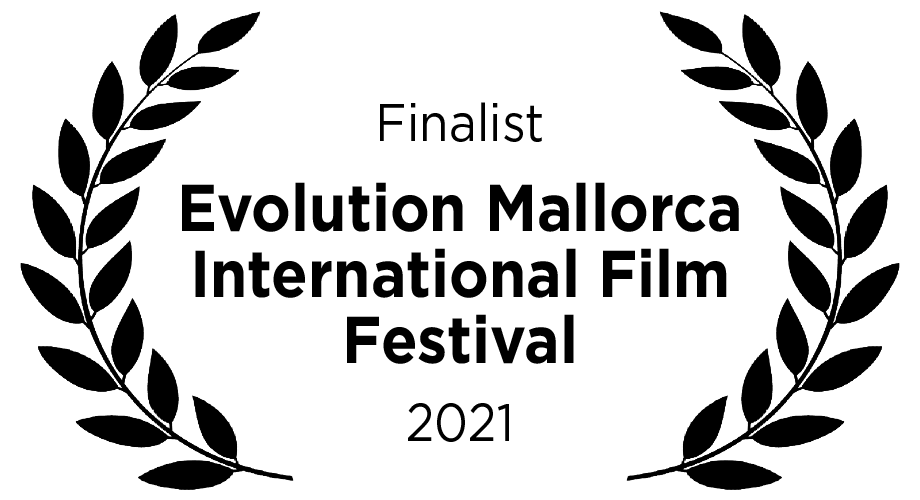 Finalist
Evolution Mallorca
International Film
Festival
2021